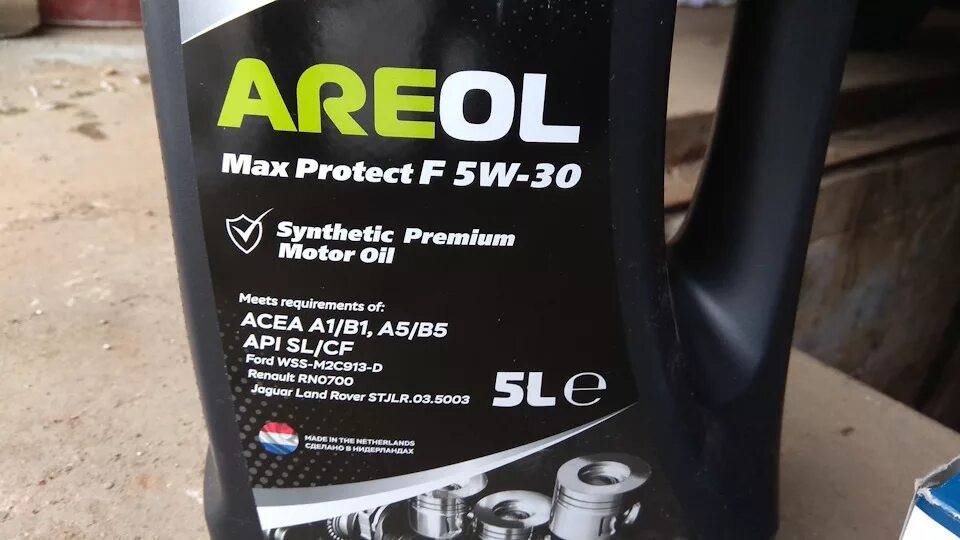 AREOL
Max Protect F 5W-30
Synthetic Premium
Motor Oil
Meets requirements of:
ACEA A1/B1, A5/B5
API SL/CF
Ford WSS-M2C913-D
Renault RN0700
Jaguar Land Rover STJLR.03.5003
5L e
MADE IN THE NETHERLANDS
СДЕЛАНО В НИДЕРЛАНДАХ